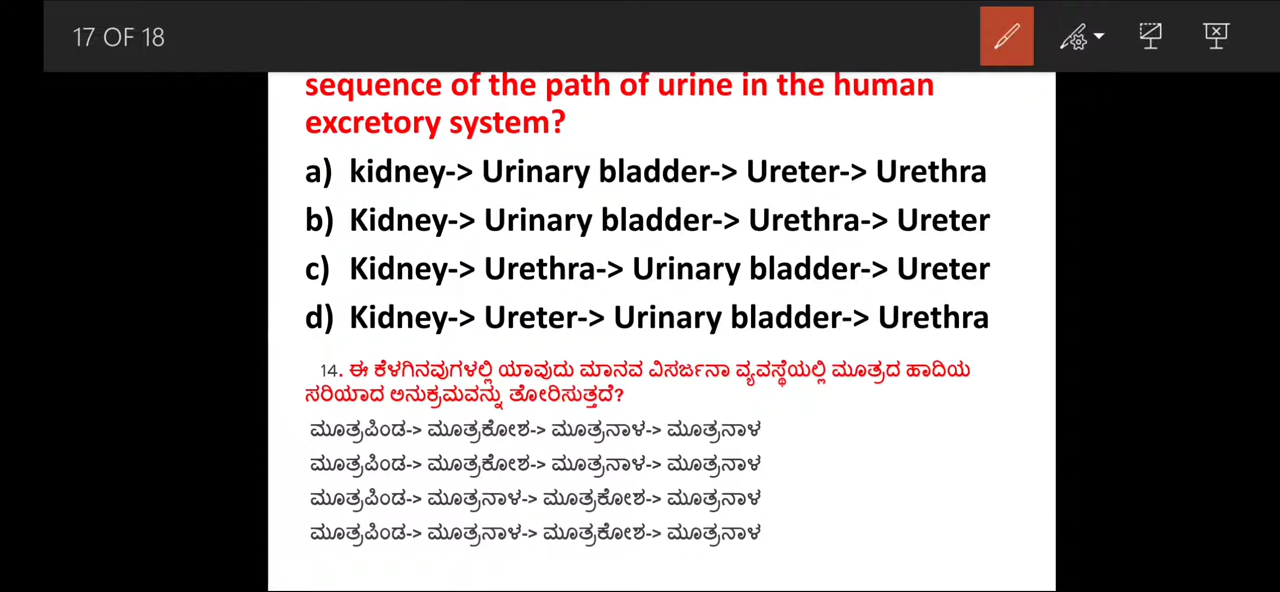 17 OF 18
sequence of the path of urine in the human
excretory system?
a) kidney-> Urinary bladder-> Ureter-> Urethra
b) Kidney-> Urinary bladder-> Urethra-> Ureter
c) Kidney-> Urethra-> Urinary bladder-> Ureter
d) Kidney-> Ureter-> Urinary bladder-> Urethra
14. ಈ ಕೆಳಗಿನವುಗಳಲ್ಲಿ ಯಾವುದು ಮಾನವ ವಿಸರ್ಜನಾ ವ್ಯವಸ್ಥೆಯಲ್ಲಿ ಮೂತ್ರದ ಹಾದಿಯ
ಸರಿಯಾದ ಅನುಕ್ರಮವನ್ನು ತೋರಿಸುತ್ತದೆ?
ಮೂತ್ರಪಿಂಡ-> ಮೂತ್ರಕೋಶ-> ಮೂತ್ರನಾಳ-> ಮೂತ್ರನಾಳ
ಮೂತ್ರಪಿಂಡ-> ಮೂತ್ರಕೋಶ-> ಮೂತ್ರನಾಳ-> ಮೂತ್ರನಾಳ
ಮೂತ್ರಪಿಂಡ-> ಮೂತ್ರನಾಳ-> ಮೂತ್ರಕೋಶ-> ಮೂತ್ರನಾಳ
ಮೂತ್ರಪಿಂಡ-> ಮೂತ್ರನಾಳ-> ಮೂತ್ರಕೋಶ-> ಮೂತ್ರನಾಳ